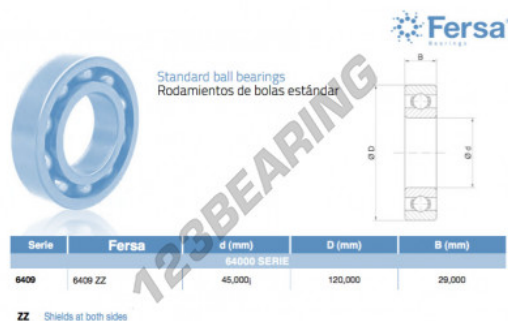 Fersa
Bearings
Standard ball bearings
Rodamientos de bolas estándar
B
Ø D
Ø d
123BEARING
Serie Fersa d (mm) D (mm) B (mm)
64000 SERIE
6409 6409 ZZ 45,000 120,000 29,000
ZZ Shields at both sides